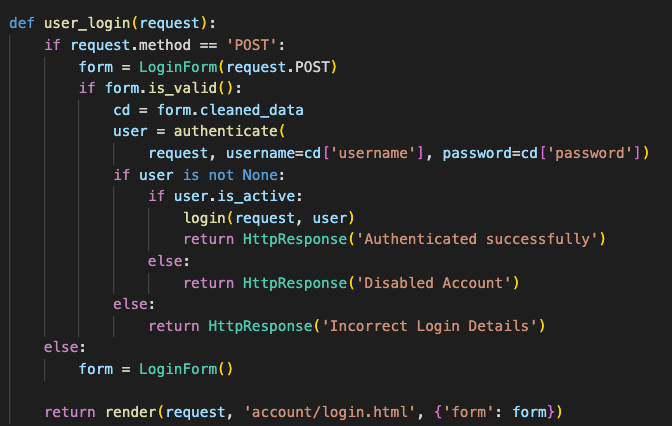 def user_login(request):
    if request.method == 'POST':
        form = LoginForm(request.POST)
        if form.is_valid():
            cd = form.cleaned_data
            user = authenticate(
                request, username=cd['username'], password=cd['password'])
            if user is not None:
                if user.is_active:
                    login(request, user)
                    return HttpResponse('Authenticated successfully')
                else:
                    return HttpResponse('Disabled Account')
            else:
                return HttpResponse('Incorrect Login Details')
    else:
        form = LoginForm()
    return render(request, 'account/login.html', {'form': form})